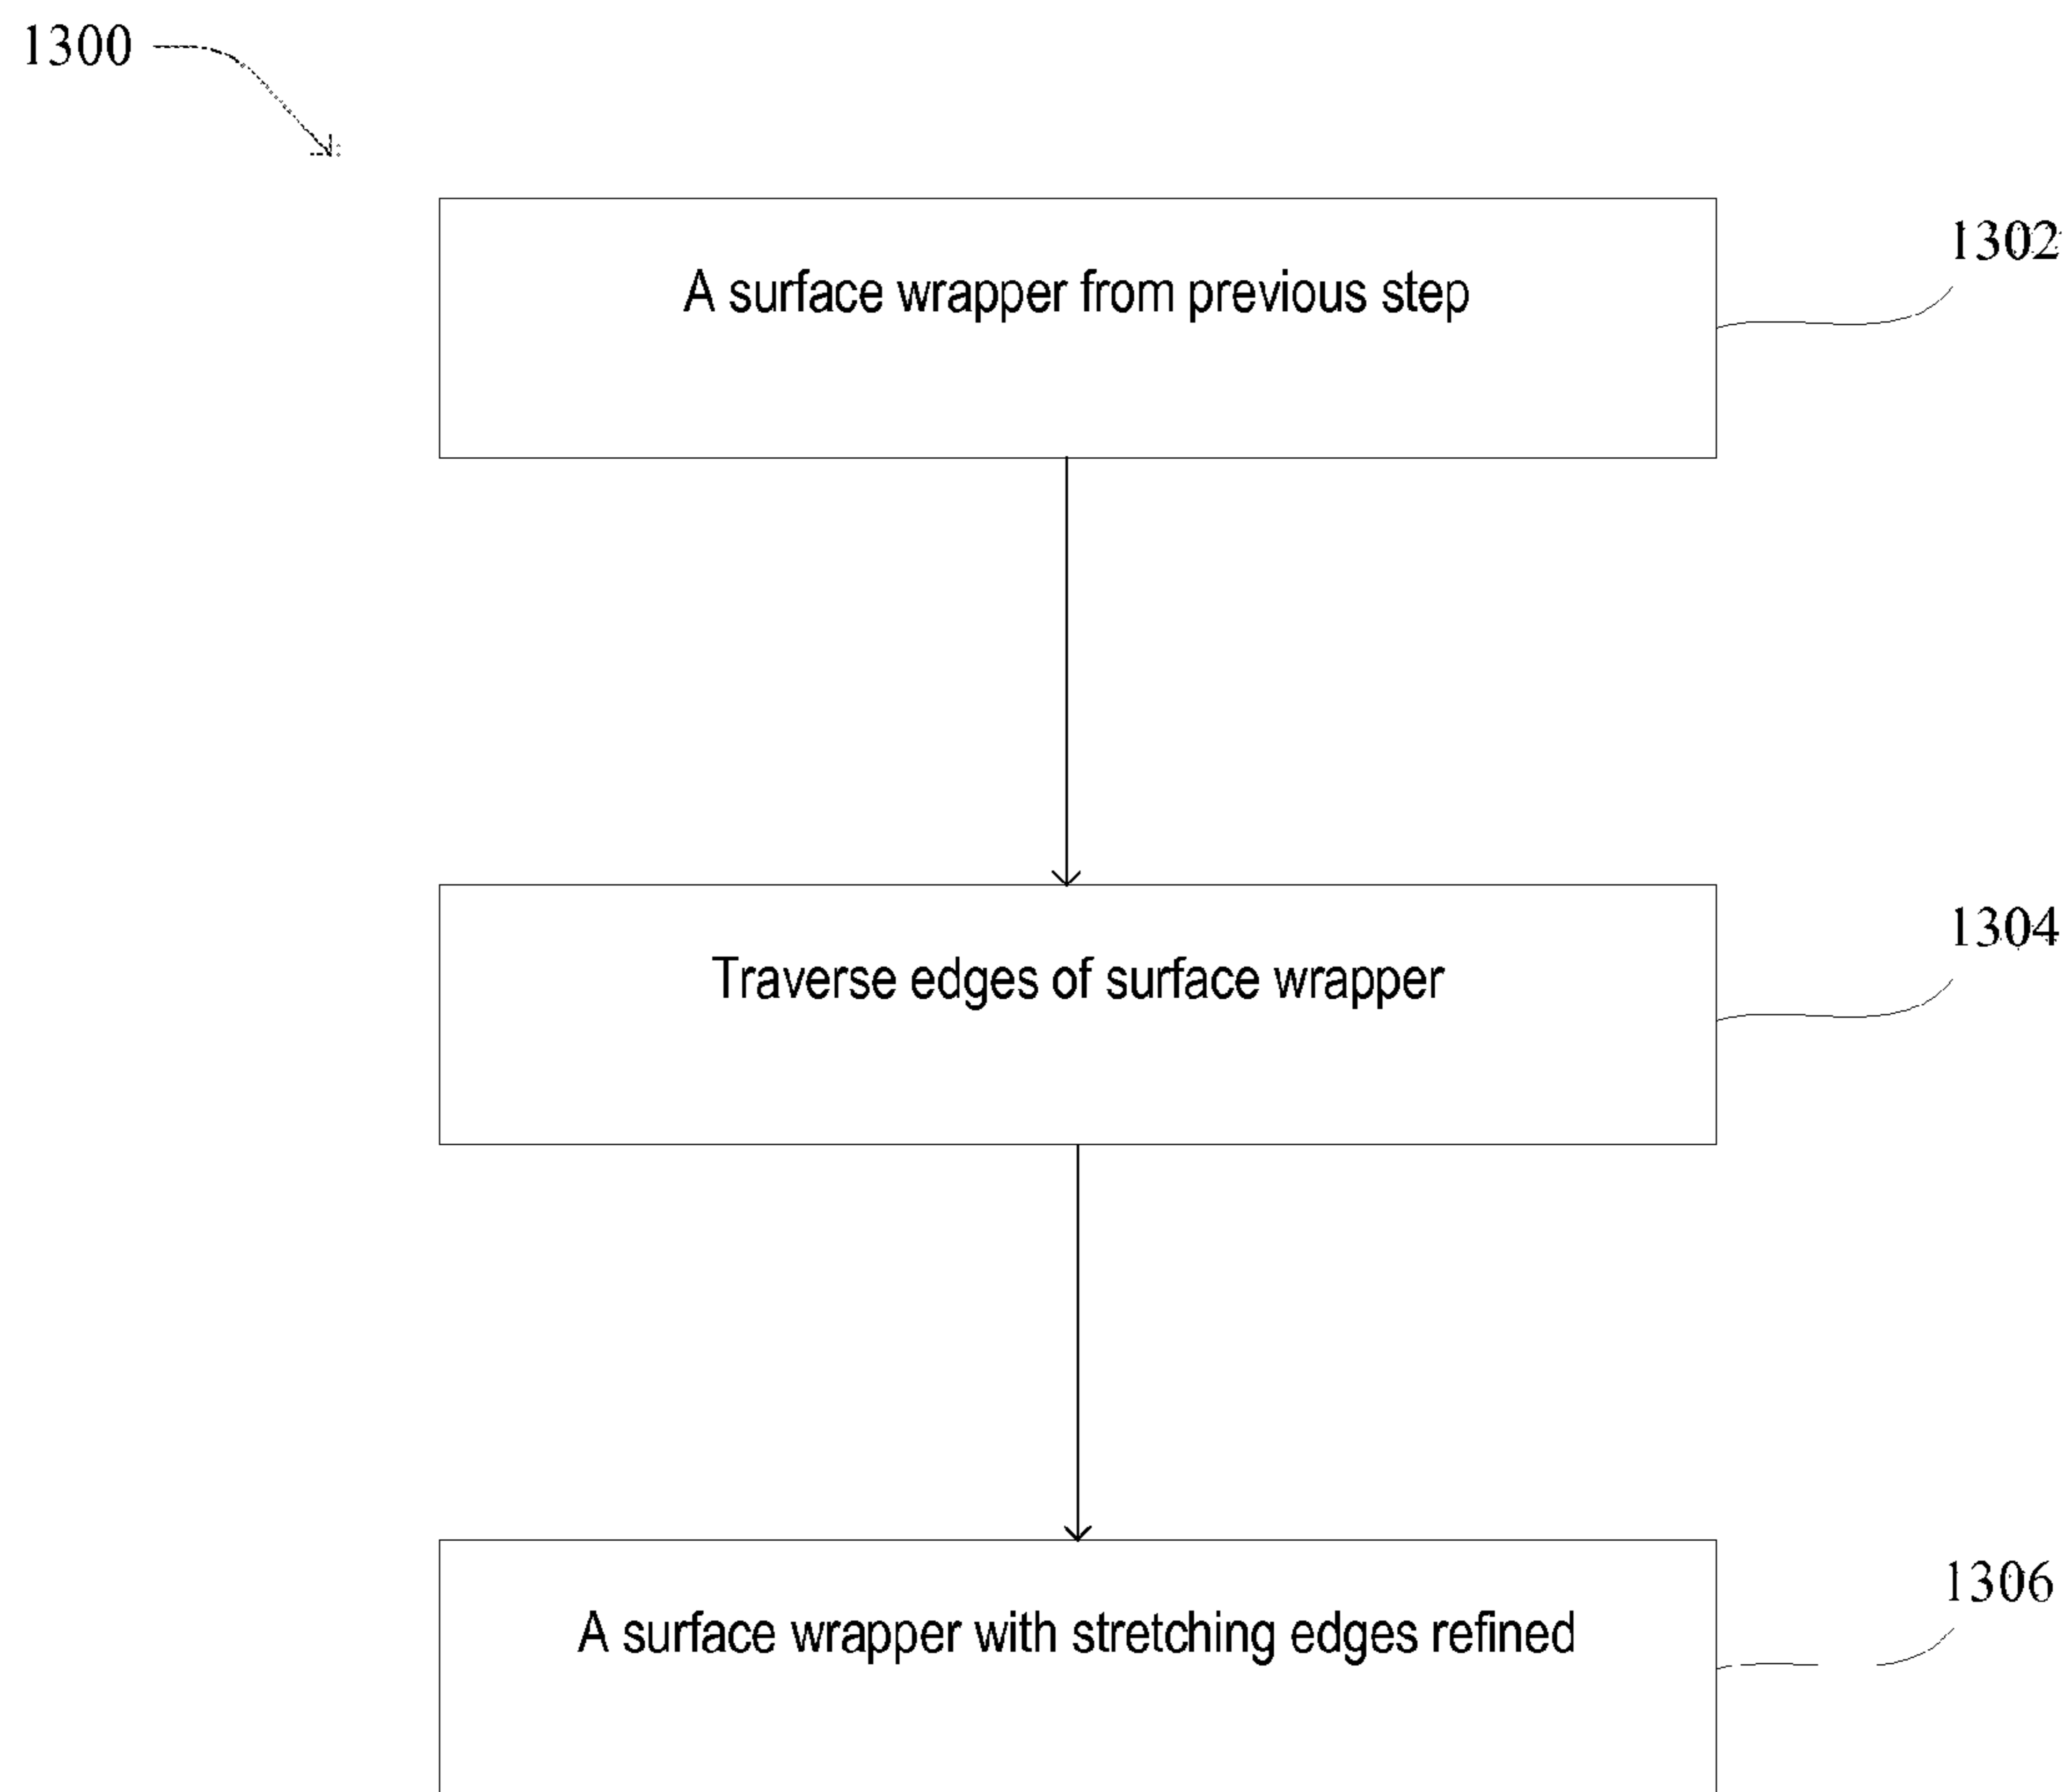 1300
1302
A surface wrapper from previous step
1304
Traverse edges of surface wrapper
1306
A surface wrapper with stretching edges refined